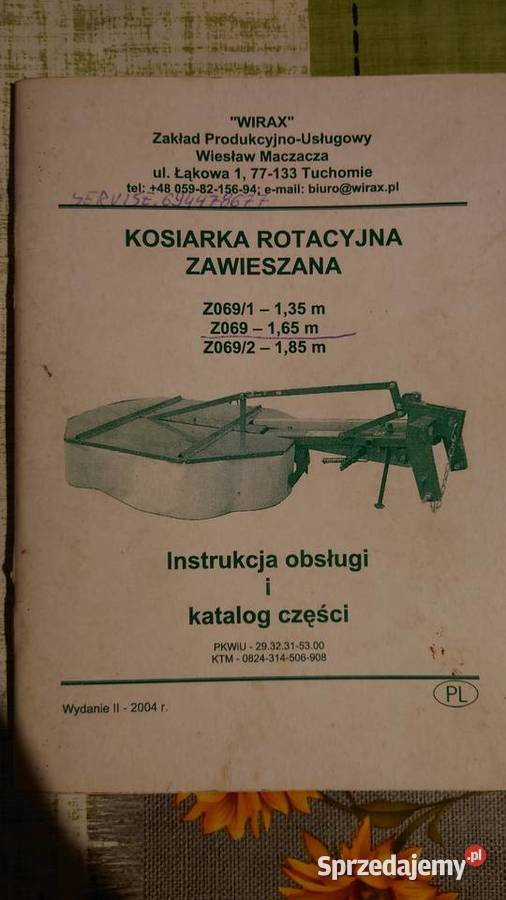 "WIRAX"
Zakład Produkcyjno-Usługowy
Wiesław Maczacza
ul. Łąkowa 1, 77-133 Tuchomie
tel: +48 059-82-156-94; e-mail: biuro@wirax.pl
SERVISE. 694478677
KOSIARKA ROTACYJNA
ZAWIESZANA
Z069/1 – 1,35 m
Z069 – 1,65 m
Z069/2 – 1,85 m
Instrukcja obsługi
i
katalog części
PKWiU - 29.32.31-53.00
KTM - 0824-314-506-908
PL
Wydanie II - 2004 r.
Sprzedajemy.pl